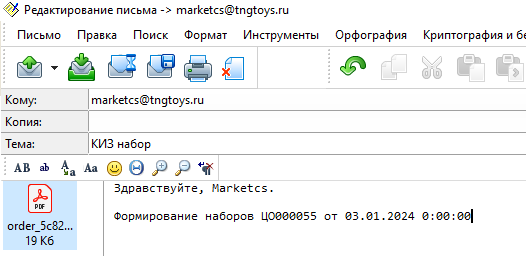 Редактирование письма -> marketcs@tngtoys.ru
Письмо Правка Поиск Формат Инструменты Орфография Криптография и бе
Кому: marketcs@tngtoys.ru
Копия:
Тема: КИЗ набор
AB ab Aa Aa
Здравствуйте, Marketcs.
PDF
Формирование наборов ЦО000055 от 03.01.2024 0:00:00
order_5c82...
19 Кб